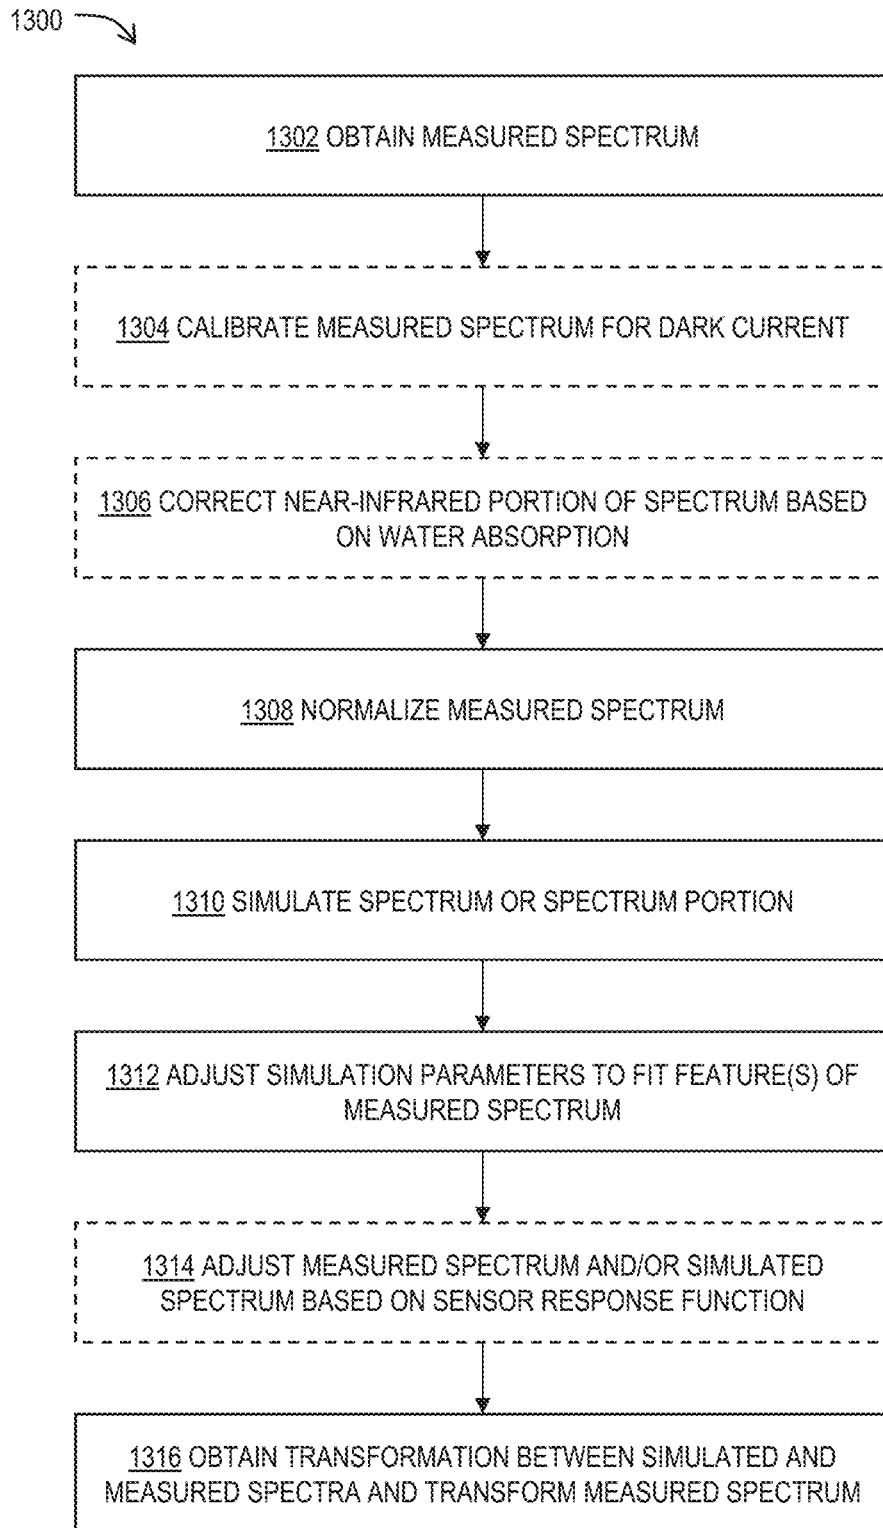 1300
1302 OBTAIN MEASURED SPECTRUM
1304 CALIBRATE MEASURED SPECTRUM FOR DARK CURRENT
1306 CORRECT NEAR-INFRARED PORTION OF SPECTRUM BASED
ON WATER ABSORPTION
1308 NORMALIZE MEASURED SPECTRUM
1310 SIMULATE SPECTRUM OR SPECTRUM PORTION
1312 ADJUST SIMULATION PARAMETERS TO FIT FEATURE(S) OF
MEASURED SPECTRUM
1314 ADJUST MEASURED SPECTRUM AND/OR SIMULATED
SPECTRUM BASED ON SENSOR RESPONSE FUNCTION
1316 OBTAIN TRANSFORMATION BETWEEN SIMULATED AND
MEASURED SPECTRA AND TRANSFORM MEASURED SPECTRUM